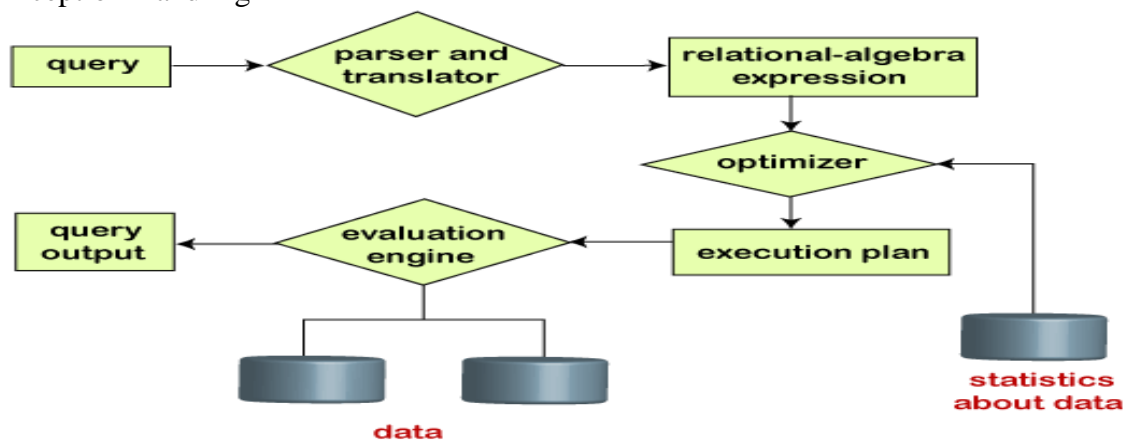 query
parser and
translator
relational-algebra
expression
optimizer
query
output
evaluation
engine
execution plan
statistics
about data
data